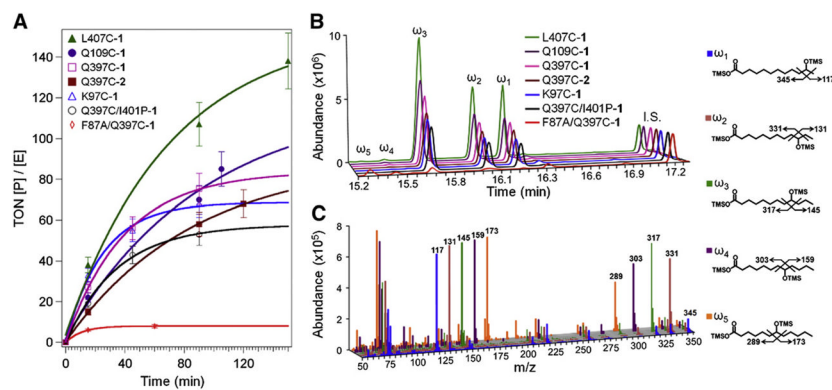 A
TON [P] / [E]
140
120
100
80
60
40
20
0
L407C-1
Q109C-1
Q397C-1
Q397C-2
K97C-1
Q397C/I401P-1
F87A/Q397C-1
0 40 80 120
Time (min)
B
Abundance (x10⁶)
10
5
0
ω₅ ω₄ ω₃ ω₂ ω₁ I.S.
L407C-1
Q109C-1
Q397C-1
Q397C-2
K97C-1
Q397C/I401P-1
F87A/Q397C-1
15.2 15.5 15.8 16.1 16.3 16.6 16.9 17.2
Time (min)
C
Abundance (x10⁵)
8
6
4
2
0
117 131 145 159 173 289 303 317 331 345
50 100 150 200 250 300 350
m/z
ω₁
TMSO O OTMS
345 117
ω₂
TMSO O OTMS
331 131
ω₃
TMSO O OTMS
317 145
ω₄
TMSO O OTMS
303 159
ω₅
TMSO O OTMS
289 173